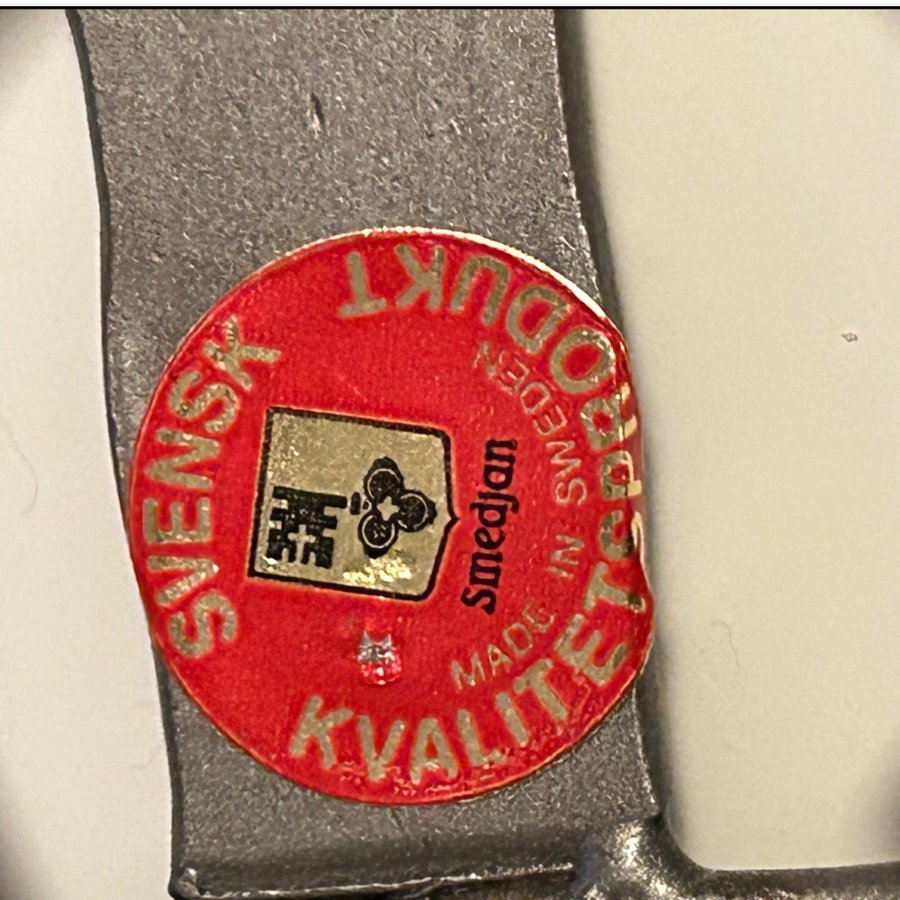 SVENSK
smedjan
MADE IN SWEDEN
KVALITETSPRODUKT